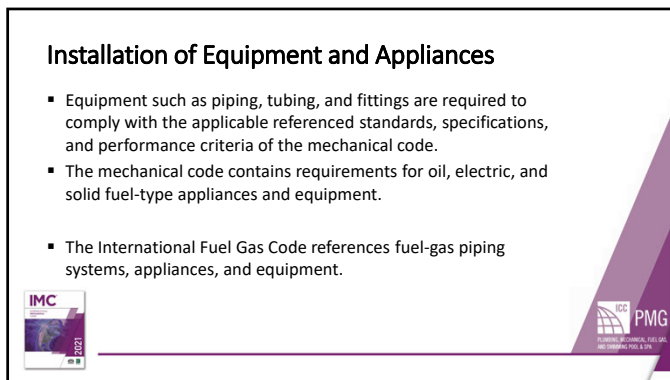 Installation of Equipment and Appliances
▪ Equipment such as piping, tubing, and fittings are required to
comply with the applicable referenced standards, specifications,
and performance criteria of the mechanical code.
▪ The mechanical code contains requirements for oil, electric, and
solid fuel-type appliances and equipment.
▪ The International Fuel Gas Code references fuel-gas piping
systems, appliances, and equipment.
IMC
2021
ICC
PMG
PLUMBING, MECHANICAL, FUEL GAS,
AND SWIMMING POOL & SPA